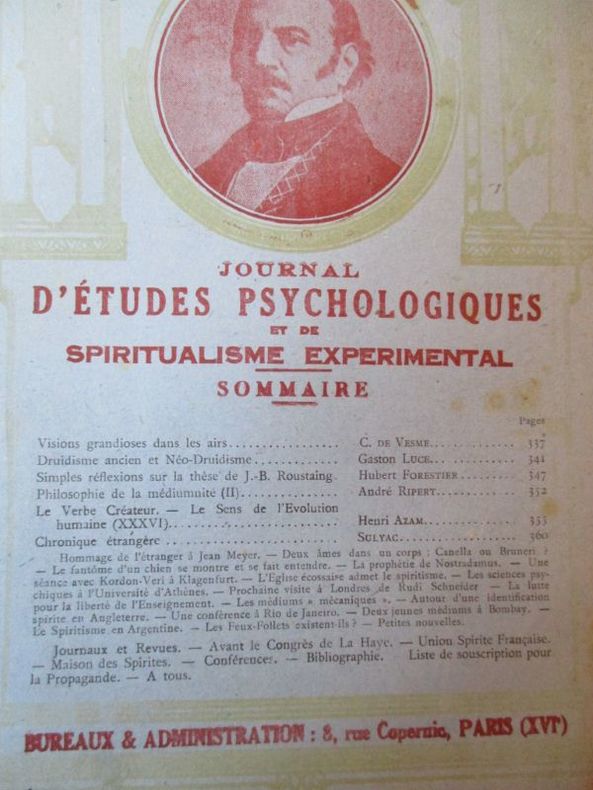 JOURNAL
D'ÉTUDES PSYCHOLOGIQUES
ET DE
SPIRITUALISME EXPERIMENTAL
SOMMAIRE
Pages
Visions grandioses dans les airs................ C. DE VESME............ 337
Druidisme ancien et Néo-Druidisme............. Gaston LUCE............ 341
Simples réflexions sur la thèse de J.-B. Roustaing Hubert FORESTIER........ 347
Philosophie de la médiumnité (II)............... André RIPERT........... 352
Le Verbe Créateur. — Le Sens de l'Evolution
humaine (XXXVI)........................ Henri AZAM............. 353
Chronique étrangère ......................... SULYAC................. 360
Hommage de l'étranger à Jean Meyer. — Deux âmes dans un corps : Canella ou Bruneri ?
— Le fantôme d'un chien se montre et se fait entendre. — La prophétie de Nostradamus. — Une
séance avec Kordon-Veri à Klagenfurt. — L'Eglise écossaise admet le spiritisme. — Les sciences psy-
chiques à l'Université d'Athènes. — Prochaine visite à Londres de Rudi Schneider — La lutte
pour la liberté de l'Enseignement. — Les médiums « mécaniques ». — Autour d'une identification
spirite en Angleterre. — Une conférence à Rio de Janeiro. — Deux jeunes médiums à Bombay. —
Le Spiritisme en Argentine. — Les Feux-Follets existent-ils ? — Petites nouvelles.
Journaux et Revues. — Avant le Congrès de La Haye. — Union Spirite Française.
— Maison des Spirites. — Conférences. — Bibliographie. Liste de souscription pour
la Propagande. — A tous.
BUREAUX & ADMINISTRATION : 8, rue Copernic, PARIS (XVIᵉ)